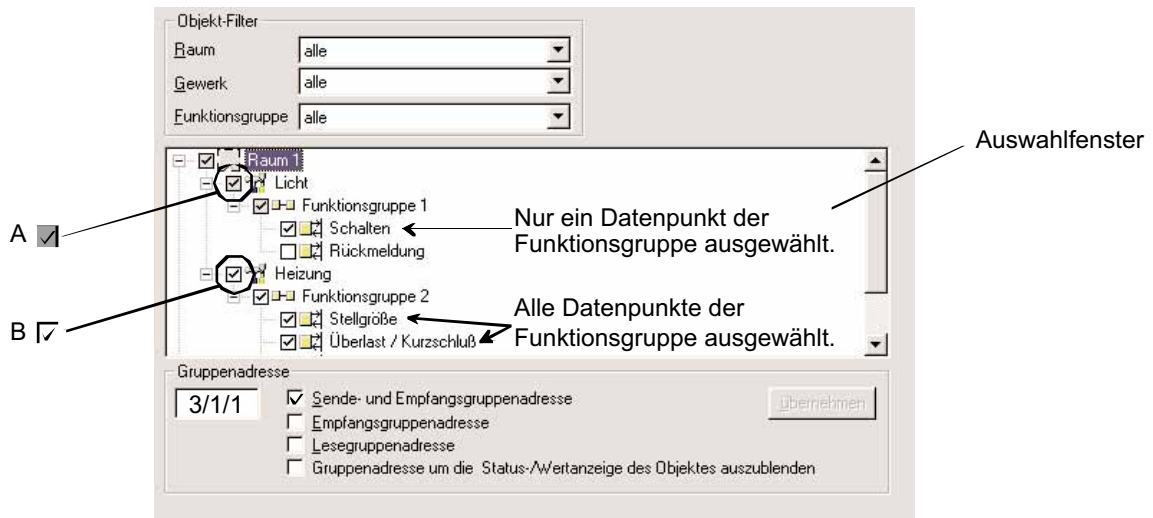 Objekt-Filter
Raum alle
Gewerk alle
Funktionsgruppe alle
Auswahlfenster
Raum 1
Licht
Funktionsgruppe 1
Schalten
Rückmeldung
Nur ein Datenpunkt der
Funktionsgruppe ausgewählt.
A
Heizung
Funktionsgruppe 2
Stellgröße
Überlast / Kurzschluß
Alle Datenpunkte der
Funktionsgruppe ausgewählt.
B
Gruppenadresse
3/1/1
Sende- und Empfangsgruppenadresse
übernehmen
Empfangsgruppenadresse
Lesegruppenadresse
Gruppenadresse um die Status-/Wertanzeige des Objektes auszublenden